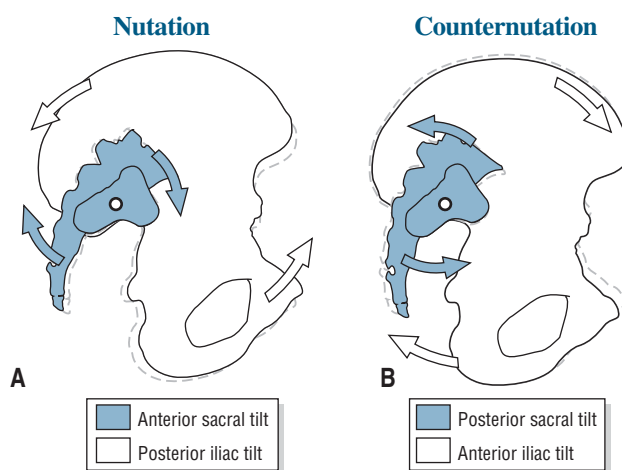 Nutation
Counternutation
A
B
Anterior sacral tilt
Posterior iliac tilt
Posterior sacral tilt
Anterior iliac tilt